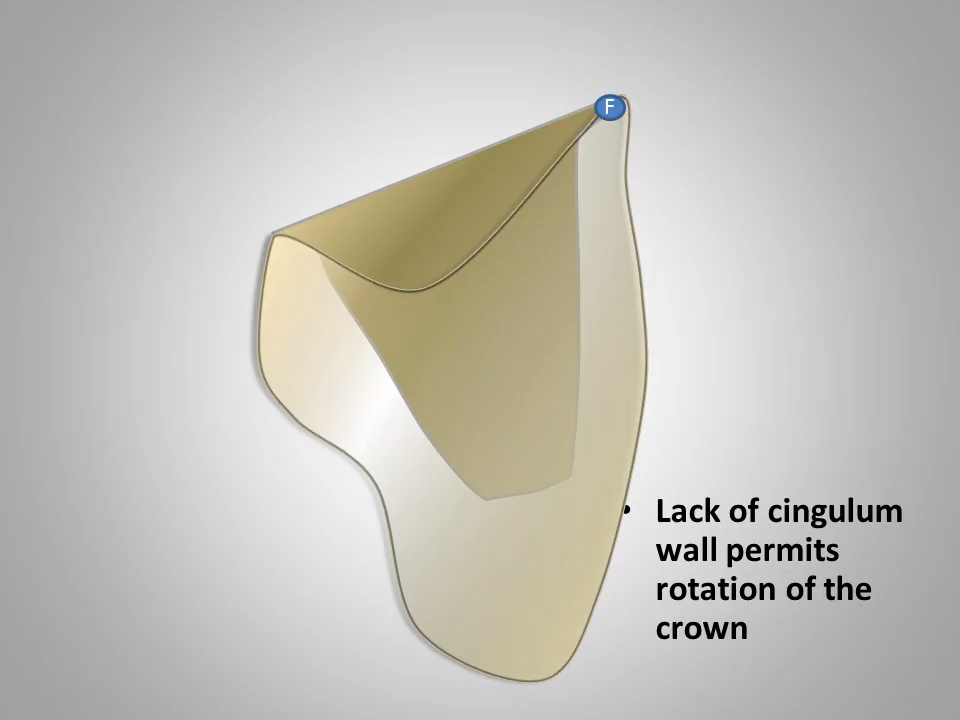 F
• Lack of cingulum
wall permits
rotation of the
crown